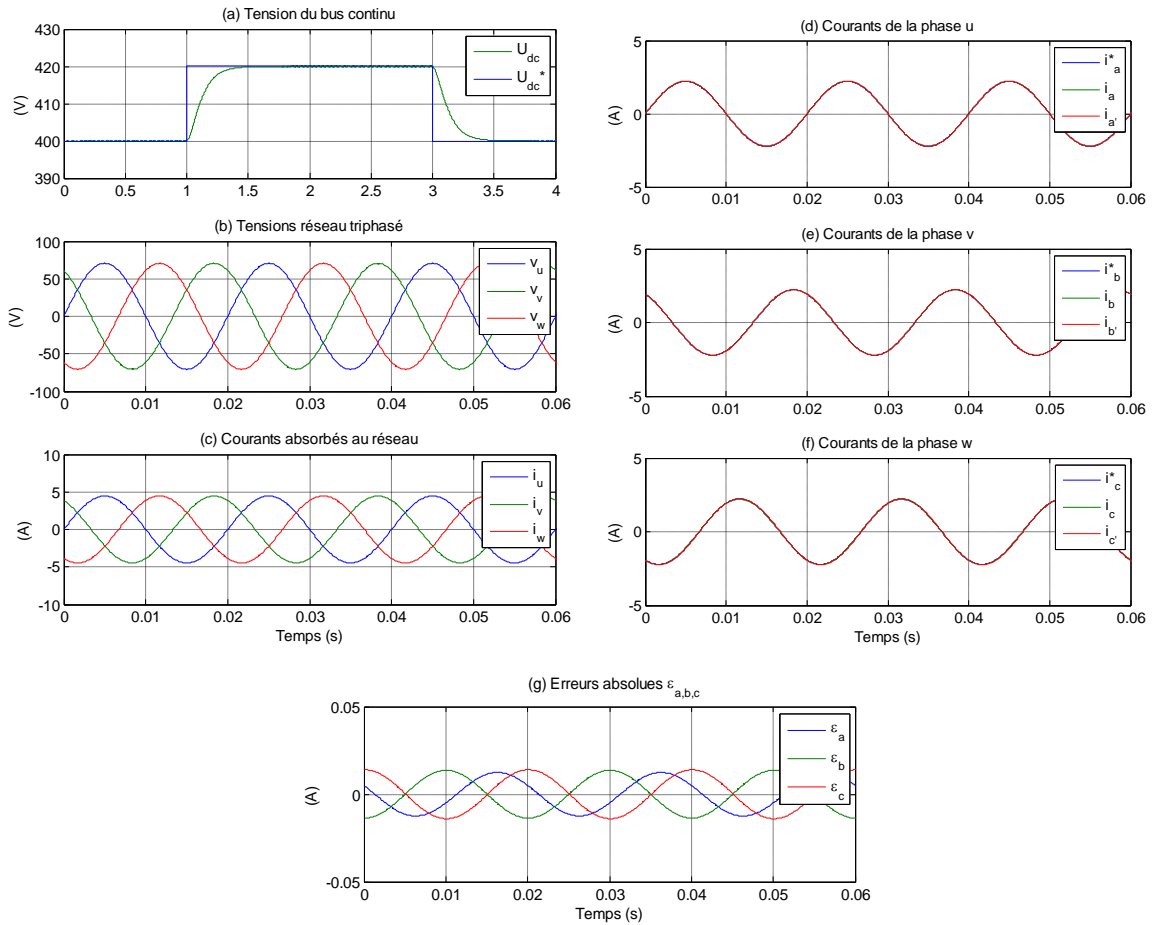 (a) Tension du bus continu
(V)
430
420
410
400
390
0 0.5 1 1.5 2 2.5 3 3.5 4
U_dc
U_dc*
(b) Tensions réseau triphasé
(V)
100
50
0
-50
-100
0 0.01 0.02 0.03 0.04 0.05 0.06
v_u
v_v
v_w
(c) Courants absorbés au réseau
(A)
10
5
0
-5
-10
0 0.01 0.02 0.03 0.04 0.05 0.06
Temps (s)
i_u
i_v
i_w
(d) Courants de la phase u
(A)
5
0
-5
0 0.01 0.02 0.03 0.04 0.05 0.06
i*_a
i_a
i_a'
(e) Courants de la phase v
(A)
5
0
-5
0 0.01 0.02 0.03 0.04 0.05 0.06
i*_b
i_b
i_b'
(f) Courants de la phase w
(A)
5
0
-5
0 0.01 0.02 0.03 0.04 0.05 0.06
Temps (s)
i*_c
i_c
i_c'
(g) Erreurs absolues ε_a,b,c
(A)
0.05
0
-0.05
0 0.01 0.02 0.03 0.04 0.05 0.06
Temps (s)
ε_a
ε_b
ε_c